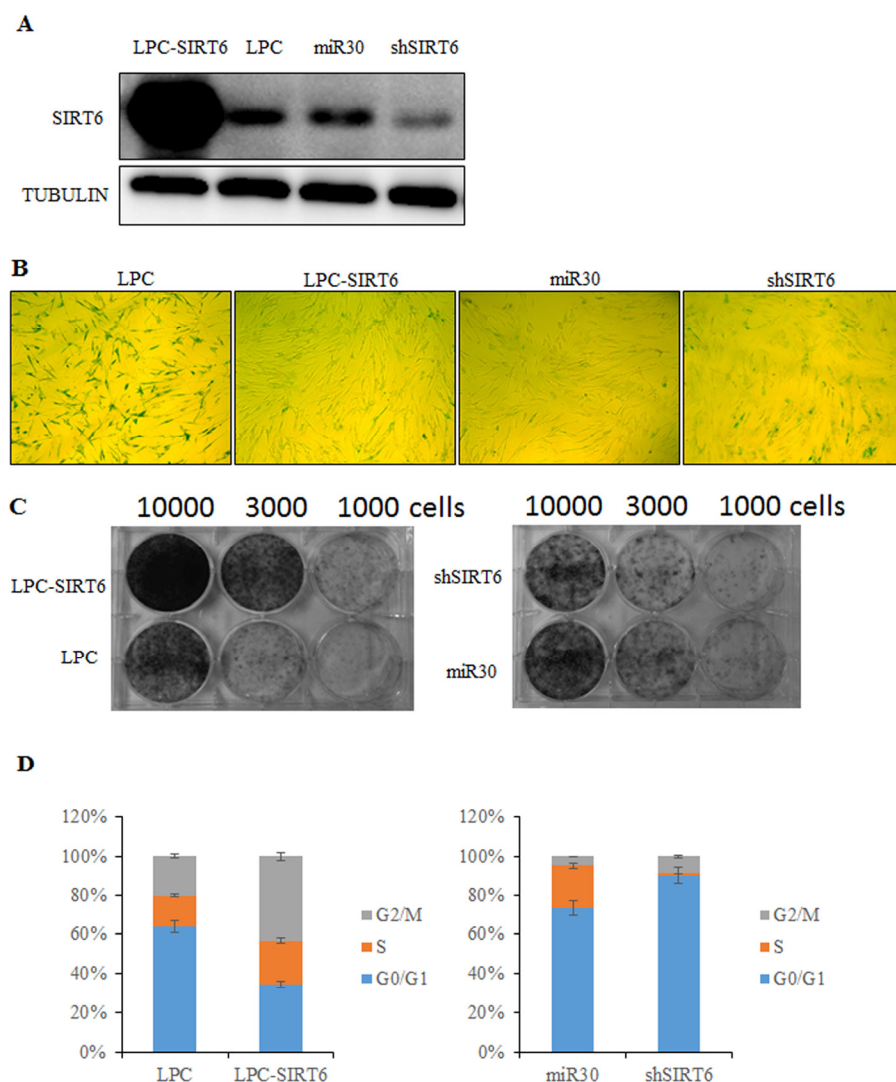 A
LPC-SIRT6 LPC miR30 shSIRT6
SIRT6
TUBULIN
B
LPC LPC-SIRT6 miR30 shSIRT6
C
10000 3000 1000 cells
LPC-SIRT6
LPC
10000 3000 1000 cells
shSIRT6
miR30
D
120%
100%
80%
60%
40%
20%
0%
LPC LPC-SIRT6
G2/M
S
G0/G1
120%
100%
80%
60%
40%
20%
0%
miR30 shSIRT6
G2/M
S
G0/G1